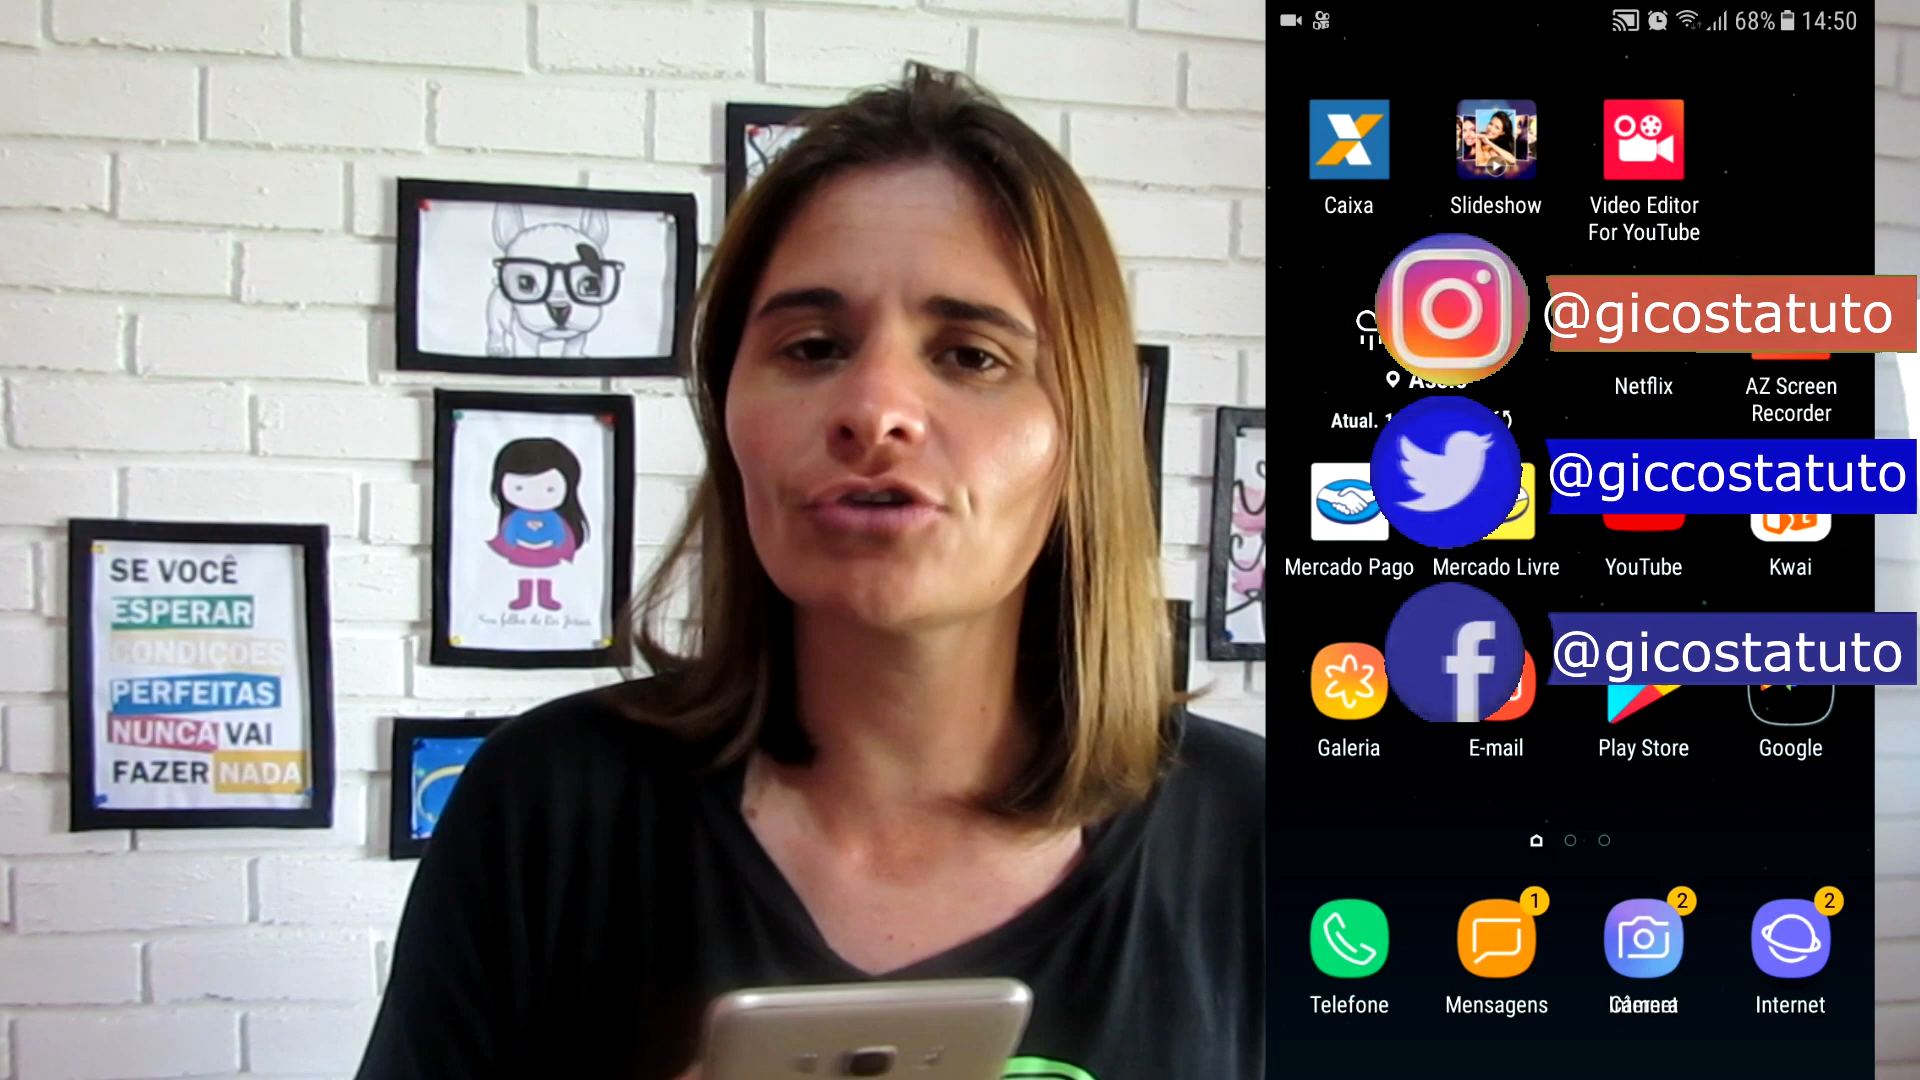 SE VOCÊ
ESPERAR
CONDIÇOES
PERFEITAS
NUNCA VAI
FAZER NADA
68% 14:50
Caixa
Slideshow
Video Editor
For YouTube
@gicostatuto
Netflix
AZ Screen
Recorder
Atual.
@giccostatuto
Mercado Pago
Mercado Livre
YouTube
Kwai
@gicostatuto
Galeria
E-mail
Play Store
Google
1
2
2
Telefone
Mensagens
Internet